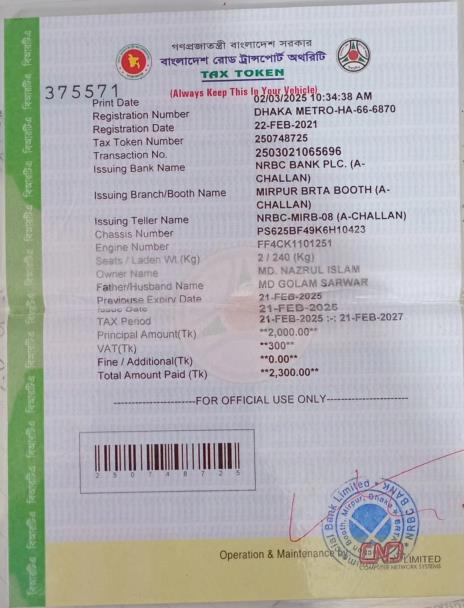 গণপ্রজাতন্ত্রী বাংলাদেশ সরকার
বাংলাদেশ রোড ট্রান্সপোর্ট অথরিটি
TAX TOKEN
(Always Keep This In Your Vehicle)
375571
Print Date 02/03/2025 10:34:38 AM
Registration Number DHAKA METRO-HA-66-6870
Registration Date 22-FEB-2021
Tax Token Number 250748725
Transaction No. 2503021065696
Issuing Bank Name NRBC BANK PLC. (A-
CHALLAN)
Issuing Branch/Booth Name MIRPUR BRTA BOOTH (A-
CHALLAN)
Issuing Teller Name NRBC-MIRB-08 (A-CHALLAN)
Chassis Number PS625BF49K6H10423
Engine Number FF4CK1101251
Seats / Laden Wt.(Kg) 2 / 240 (Kg)
Owner Name MD. NAZRUL ISLAM
Father/Husband Name MD GOLAM SARWAR
Previouse Expiry Date 21-FEB-2025
Issue Date 21-FEB-2025
TAX Period 21-FEB-2025 :-: 21-FEB-2027
Principal Amount(Tk) **2,000.00**
VAT(Tk) **300**
Fine / Additional(Tk) **0.00**
Total Amount Paid (Tk) **2,300.00**
-----------------------FOR OFFICIAL USE ONLY-----------------------
250748725
Operation & Maintenance by CNS LIMITED
COMPUTER NETWORK SYSTEMS
বিআরটিএ বিআরটিএ বিআরটিএ বিআরটিএ বিআরটিএ বিআরটিএ বিআরটিএ